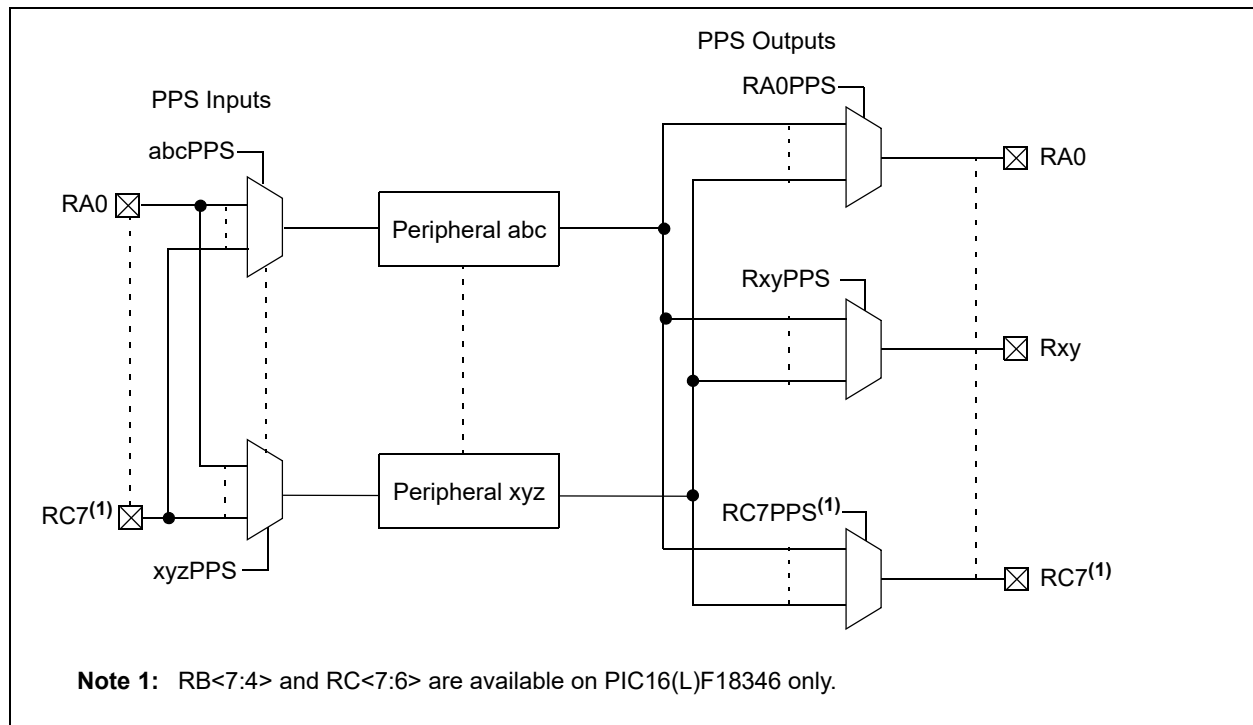 PPS Outputs
RA0PPS
PPS Inputs
abcPPS
RA0
RA0
Peripheral abc
RxyPPS
Rxy
Peripheral xyz
RC7(1)
RC7PPS(1)
xyzPPS
RC7(1)
Note 1: RB<7:4> and RC<7:6> are available on PIC16(L)F18346 only.